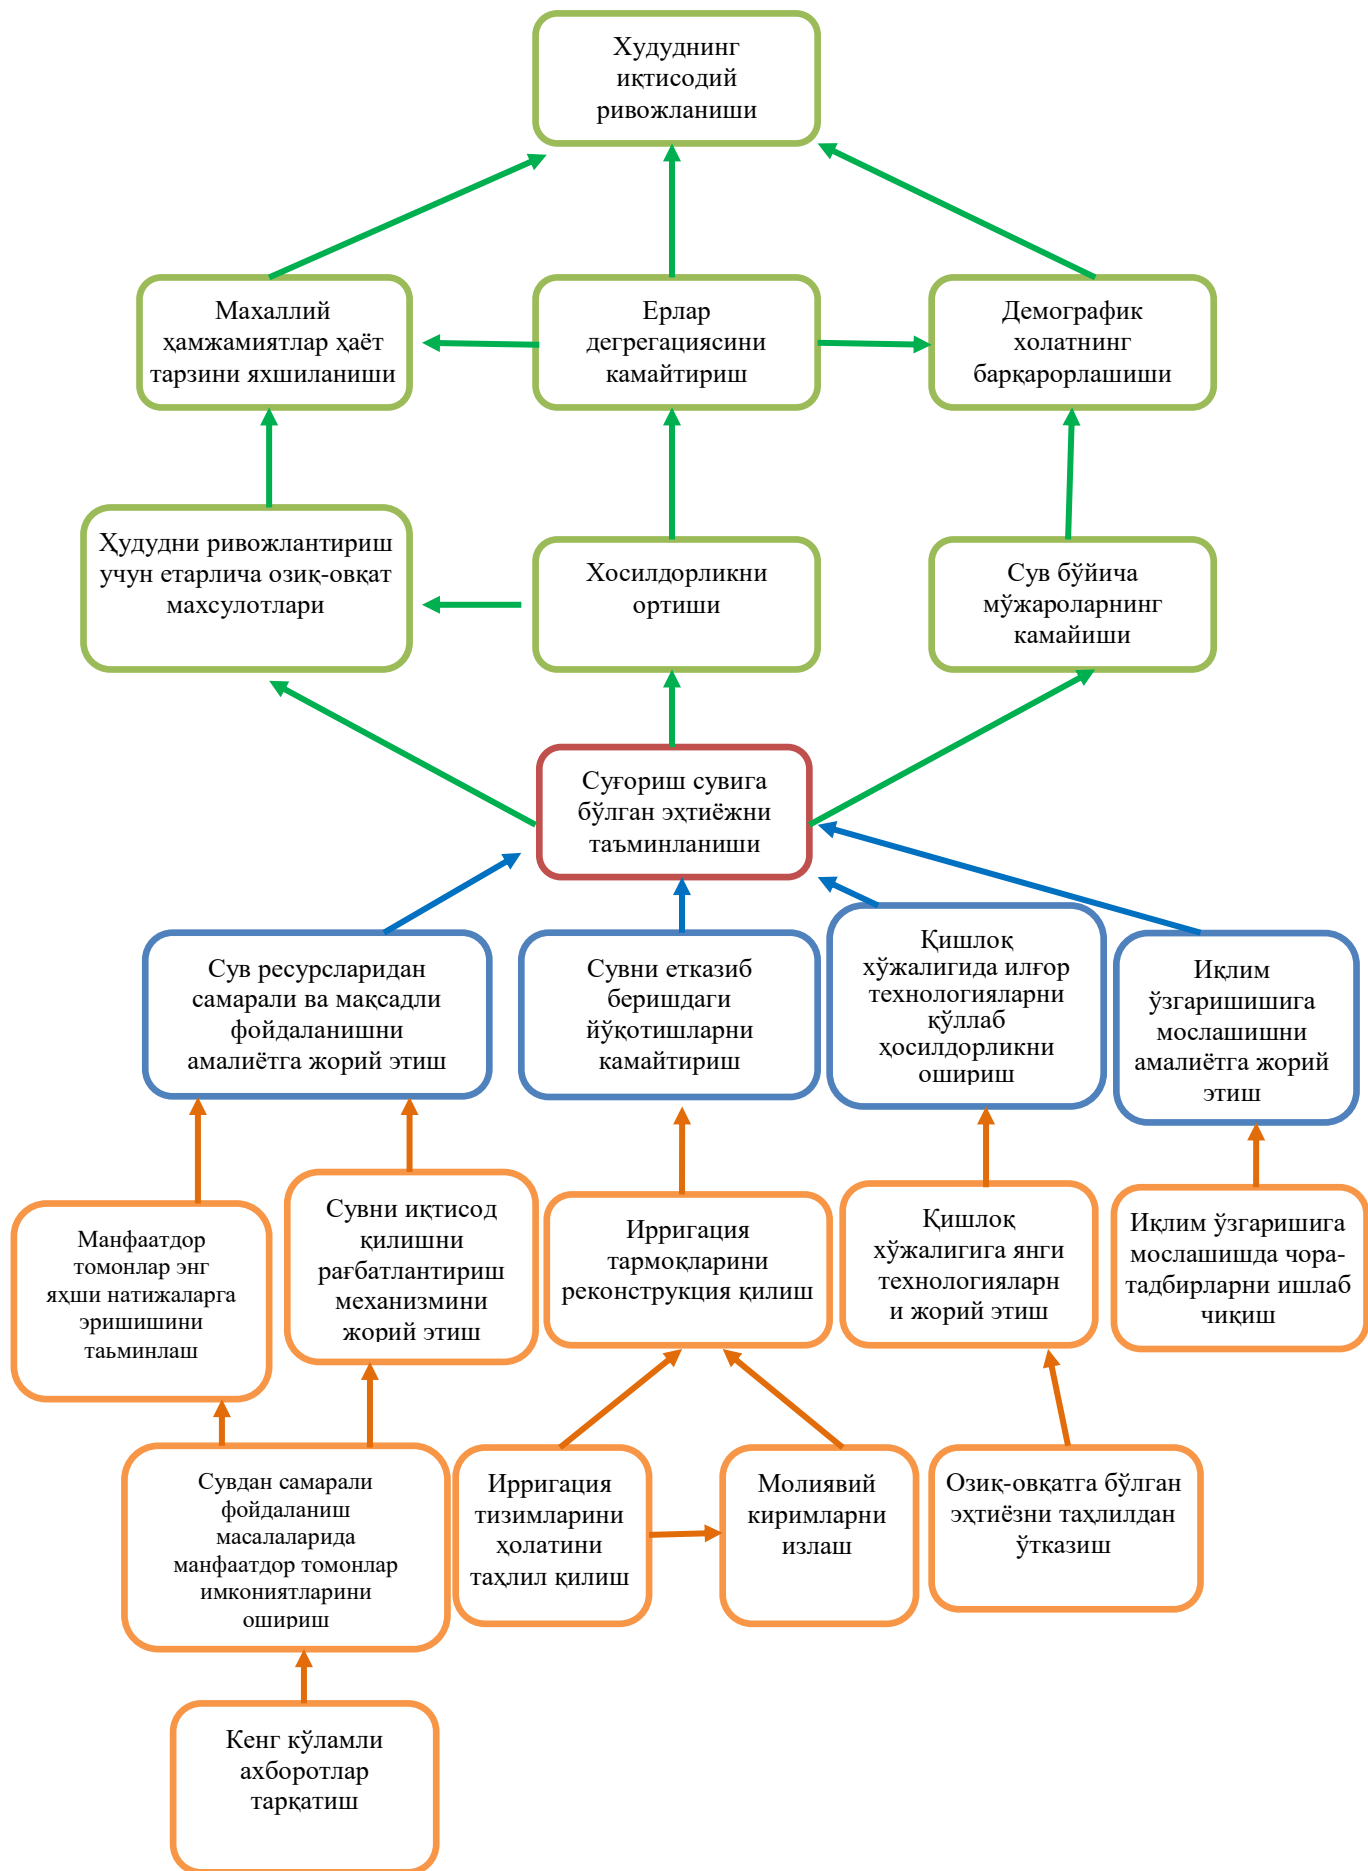 Худуднинг
иқтисодий
ривожланиши
Махаллий
ҳамжамиятлар ҳаёт
тарзини яхшиланиши
Ерлар
дегрегациясини
камайтириш
Демографик
холатнинг
барқарорлашиши
Ҳудудни ривожлантириш
учун етарлича озиқ-овқат
махсулотлари
Хосилдорликни
ортиши
Сув бўйича
мўжароларнинг
камайиши
Суғориш сувига
бўлган эҳтиёжни
таъминланиши
Сув ресурсларидан
самарали ва мақсадли
фойдаланишни
амалиётга жорий этиш
Сувни етказиб
беришдаги
йўқотишларни
камайтириш
Қишлоқ
хўжалигида илғор
технологияларни
қўллаб
ҳосилдорликни
ошириш
Иқлим
ўзгаришишига
мослашишни
амалиётга жорий
этиш
Манфаатдор
томонлар энг
яҳши натижаларга
эришишини
таьминлаш
Сувни иқтисод
қилишни
рағбатлантириш
механизмини
жорий этиш
Ирригация
тармоқларини
реконструкция қилиш
Қишлоқ
хўжалигига янги
технологияларн
и жорий этиш
Иқлим ўзгаришига
мослашишда чора-
тадбирларни ишлаб
чиқиш
Сувдан самарали
фойдаланиш
масалаларида
манфаатдор томонлар
имкониятларини
ошириш
Ирригация
тизимларини
ҳолатини
таҳлил қилиш
Молиявий
киримларни
излаш
Озиқ-овқатга бўлган
эҳтиёзни таҳлилдан
ўтказиш
Кенг кўламли
ахборотлар
тарқатиш